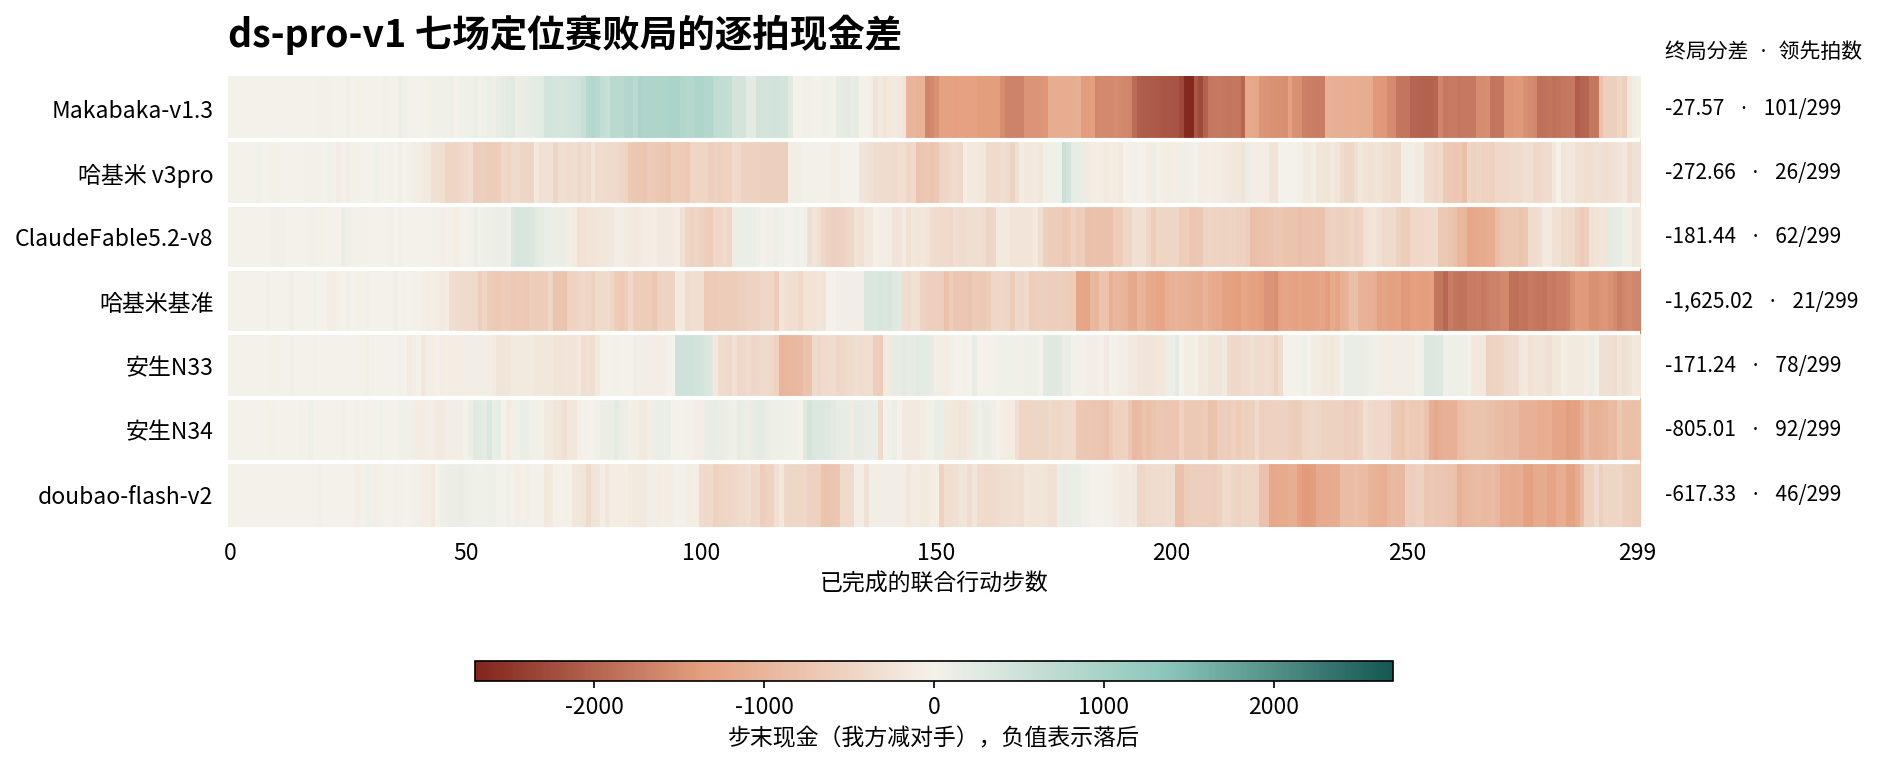 ds-pro-v1 七场定位赛败局的逐拍现金差
终局分差 · 领先拍数
Makabaka-v1.3
-27.57 · 101/299
哈基米 v3pro
-272.66 · 26/299
ClaudeFable5.2-v8
-181.44 · 62/299
哈基米基准
-1,625.02 · 21/299
安生N33
-171.24 · 78/299
安生N34
-805.01 · 92/299
doubao-flash-v2
-617.33 · 46/299
0 50 100 150 200 250 299
已完成的联合行动步数
-2000 -1000 0 1000 2000
步末现金（我方减对手），负值表示落后